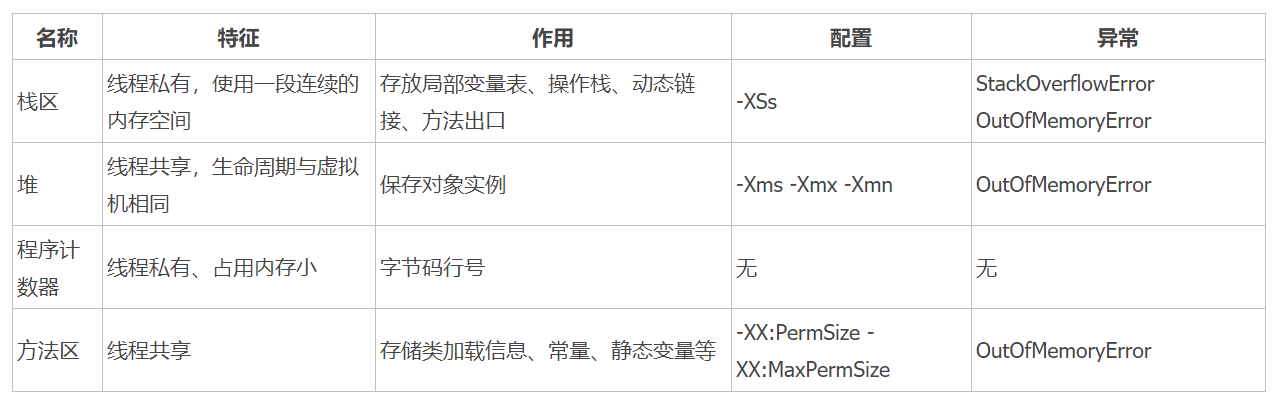 名称 特征 作用 配置 异常
栈区 线程私有，使用一段连续的内存空间 存放局部变量表、操作栈、动态链接、方法出口 -XSs StackOverflowError OutOfMemoryError
堆 线程共享，生命周期与虚拟机相同 保存对象实例 -Xms -Xmx -Xmn OutOfMemoryError
程序计数器 线程私有、占用内存小 字节码行号 无 无
方法区 线程共享 存储类加载信息、常量、静态变量等 -XX:PermSize -XX:MaxPermSize OutOfMemoryError